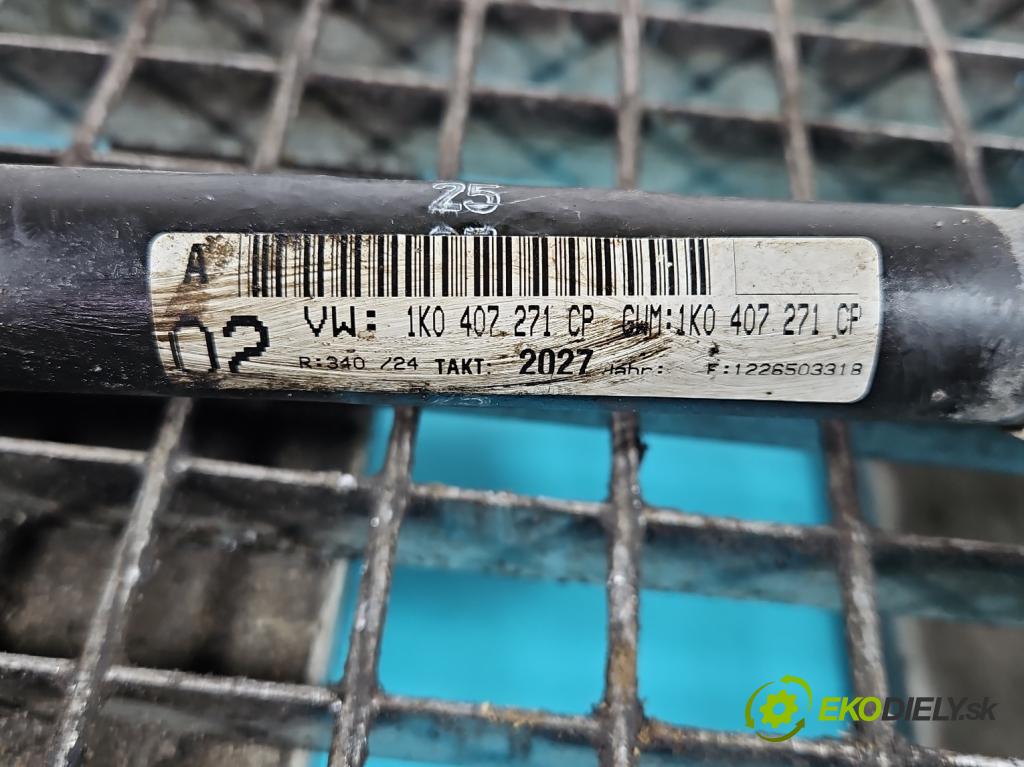 25
A
02 VW: 1K0 407 271 CP GWM:1K0 407 271 CP
R:340 /24 TAKT: 2027 Jahr: F:1226503318
EKODIELY.sk